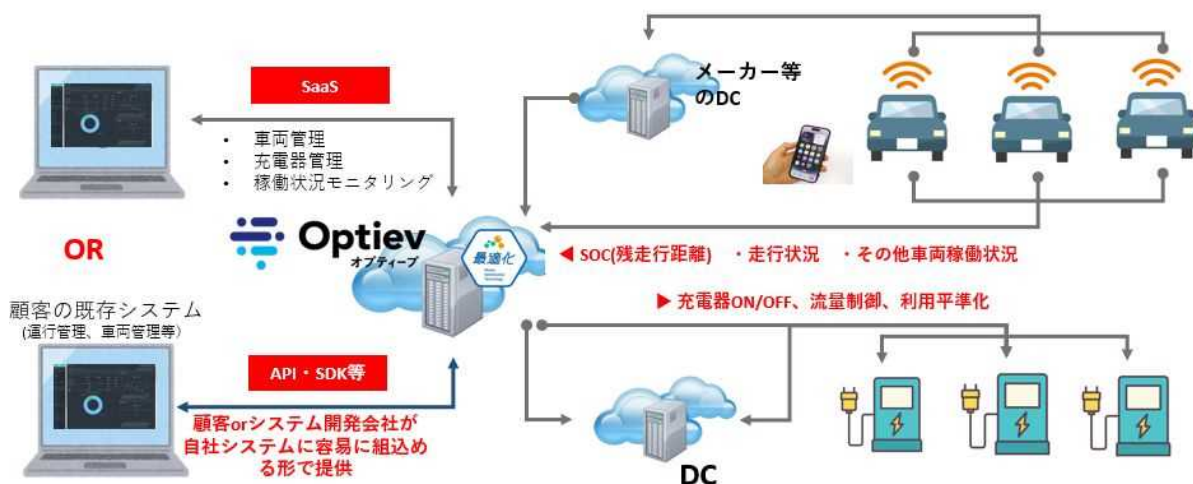 SaaS
• 車両管理
• 充電器管理
• 稼働状況モニタリング
メーカー等
のDC
Optiev
オプティーブ
最適化
OR
◀ SOC(残走行距離) ・走行状況 ・その他車両稼働状況
▶ 充電器ON/OFF、流量制御、利用平準化
顧客の既存システム
(運行管理、車両管理等)
API・SDK等
顧客orシステム開発会社が
自社システムに容易に組込め
る形で提供
DC